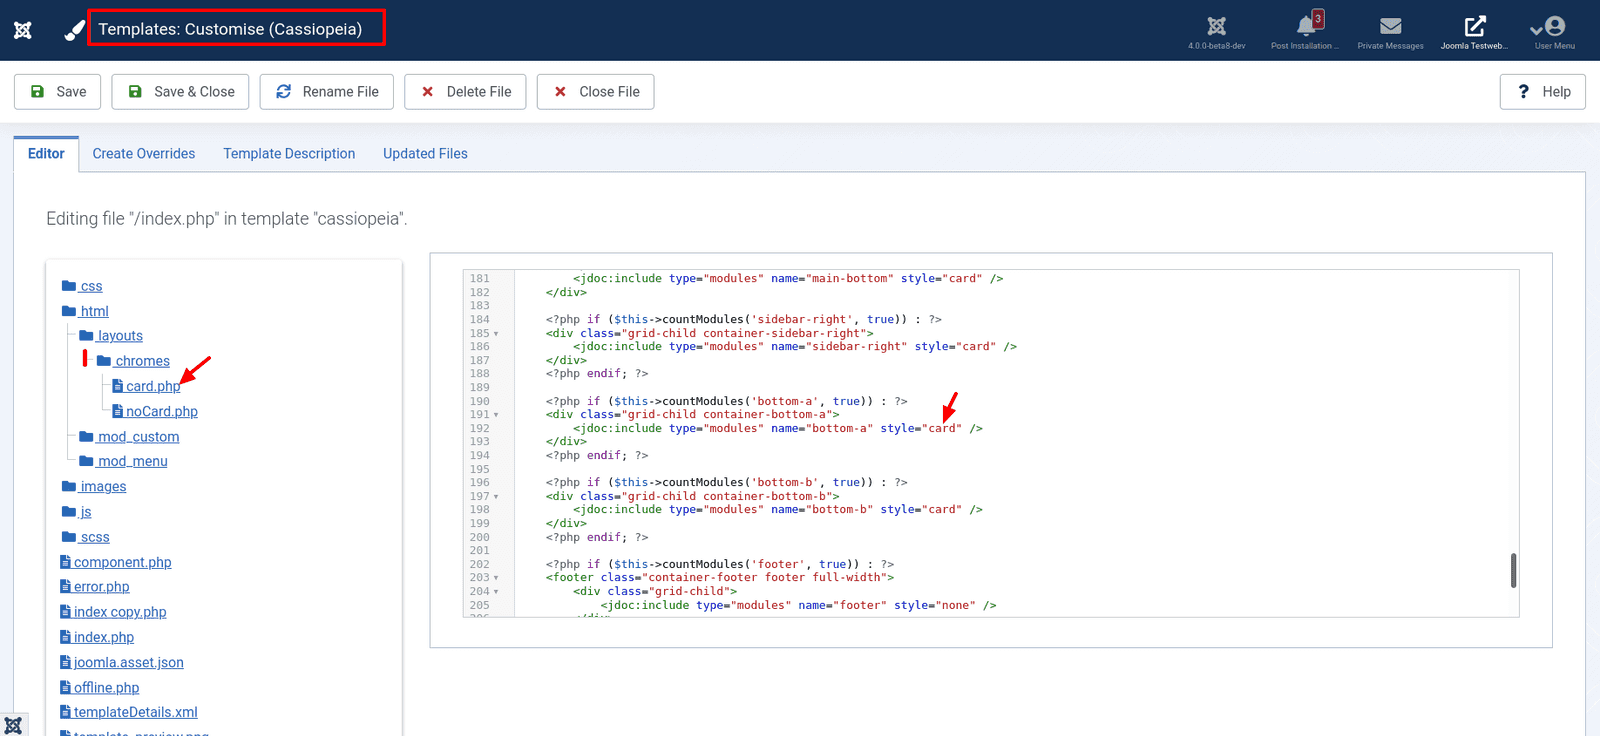 Templates: Customise (Cassiopeia)
3
4.0.0-beta8-dev
Post Installation ...
Private Messages
Joomla Testweb...
User Menu
Save
Save & Close
Rename File
Delete File
Close File
? Help
Editor
Create Overrides
Template Description
Updated Files
Editing file "/index.php" in template "cassiopeia".
css
html
layouts
chromes
card.php
noCard.php
mod_custom
mod_menu
images
js
scss
component.php
error.php
index copy.php
index.php
joomla.asset.json
offline.php
templateDetails.xml
template_preview.png
181 <jdoc:include type="modules" name="main-bottom" style="card" />
182 </div>
183
184 <?php if ($this->countModules('sidebar-right', true)) : ?>
185 <div class="grid-child container-sidebar-right">
186 <jdoc:include type="modules" name="sidebar-right" style="card" />
187 </div>
188 <?php endif; ?>
189
190 <?php if ($this->countModules('bottom-a', true)) : ?>
191 <div class="grid-child container-bottom-a">
192 <jdoc:include type="modules" name="bottom-a" style="card" />
193 </div>
194 <?php endif; ?>
195
196 <?php if ($this->countModules('bottom-b', true)) : ?>
197 <div class="grid-child container-bottom-b">
198 <jdoc:include type="modules" name="bottom-b" style="card" />
199 </div>
200 <?php endif; ?>
201
202 <?php if ($this->countModules('footer', true)) : ?>
203 <footer class="container-footer footer full-width">
204 <div class="grid-child">
205 <jdoc:include type="modules" name="footer" style="none" />
206 </div>